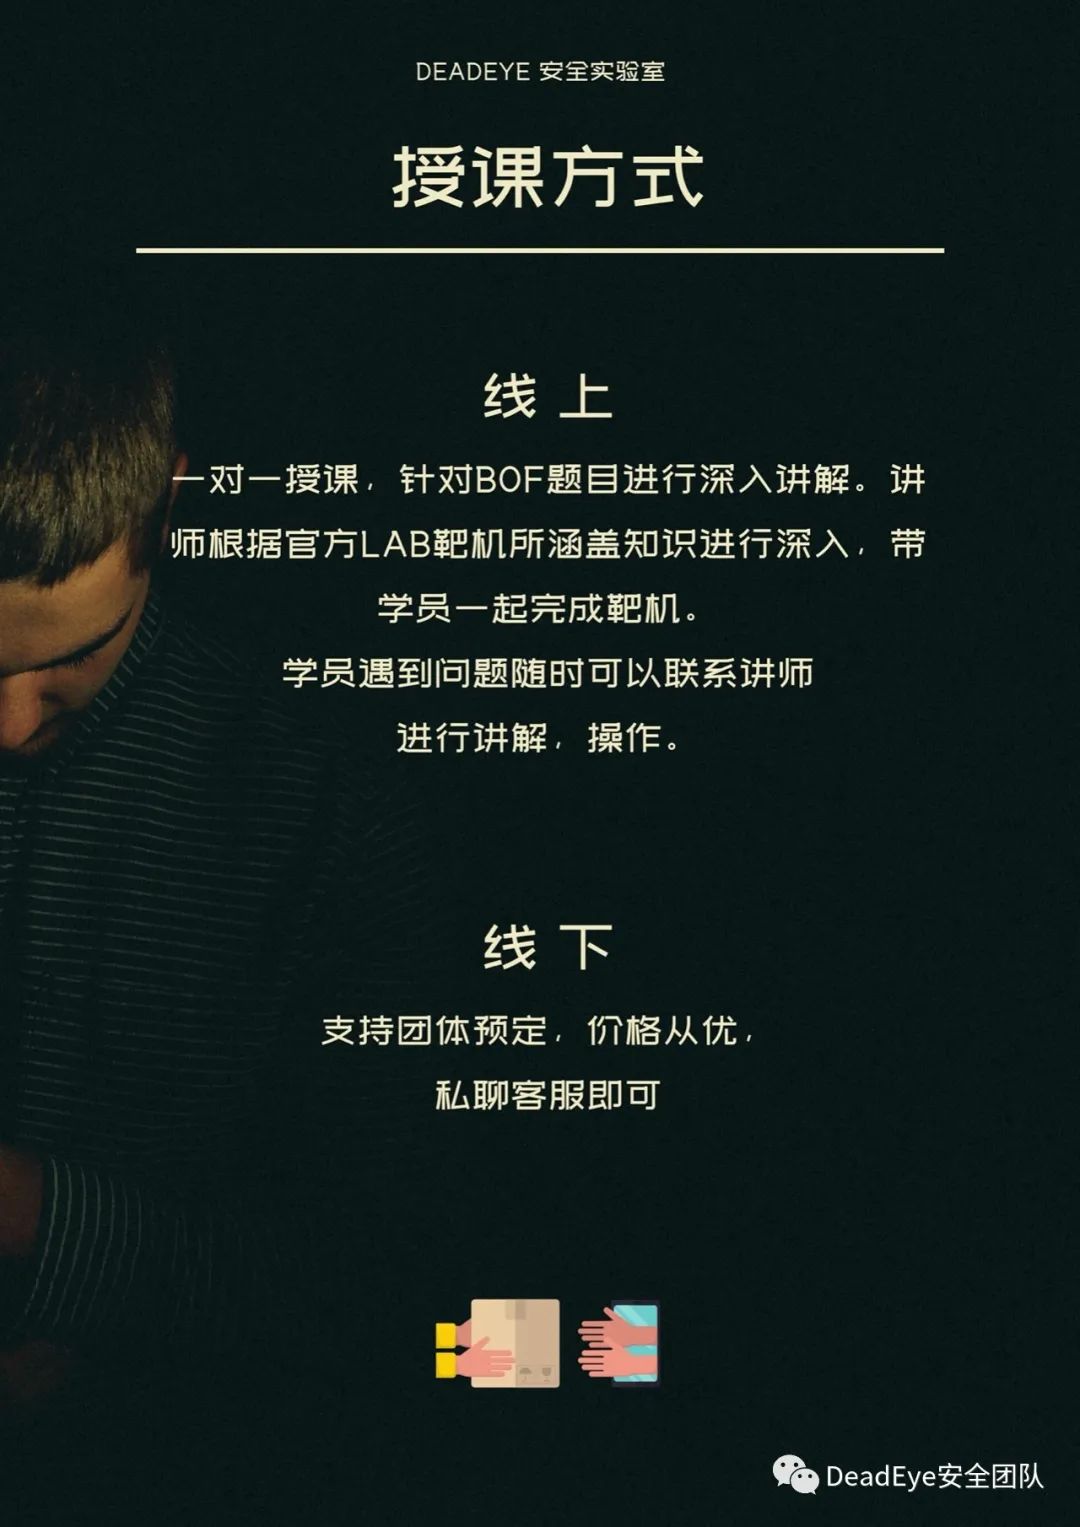 DEADEYE 安全实验室
授课方式
线 上
一对一授课，针对BOF题目进行深入讲解。讲
师根据官方LAB靶机所涵盖知识进行深入，带
学员一起完成靶机。
学员遇到问题随时可以联系讲师
进行讲解，操作。
线 下
支持团体预定，价格从优，
私聊客服即可
DeadEye安全团队